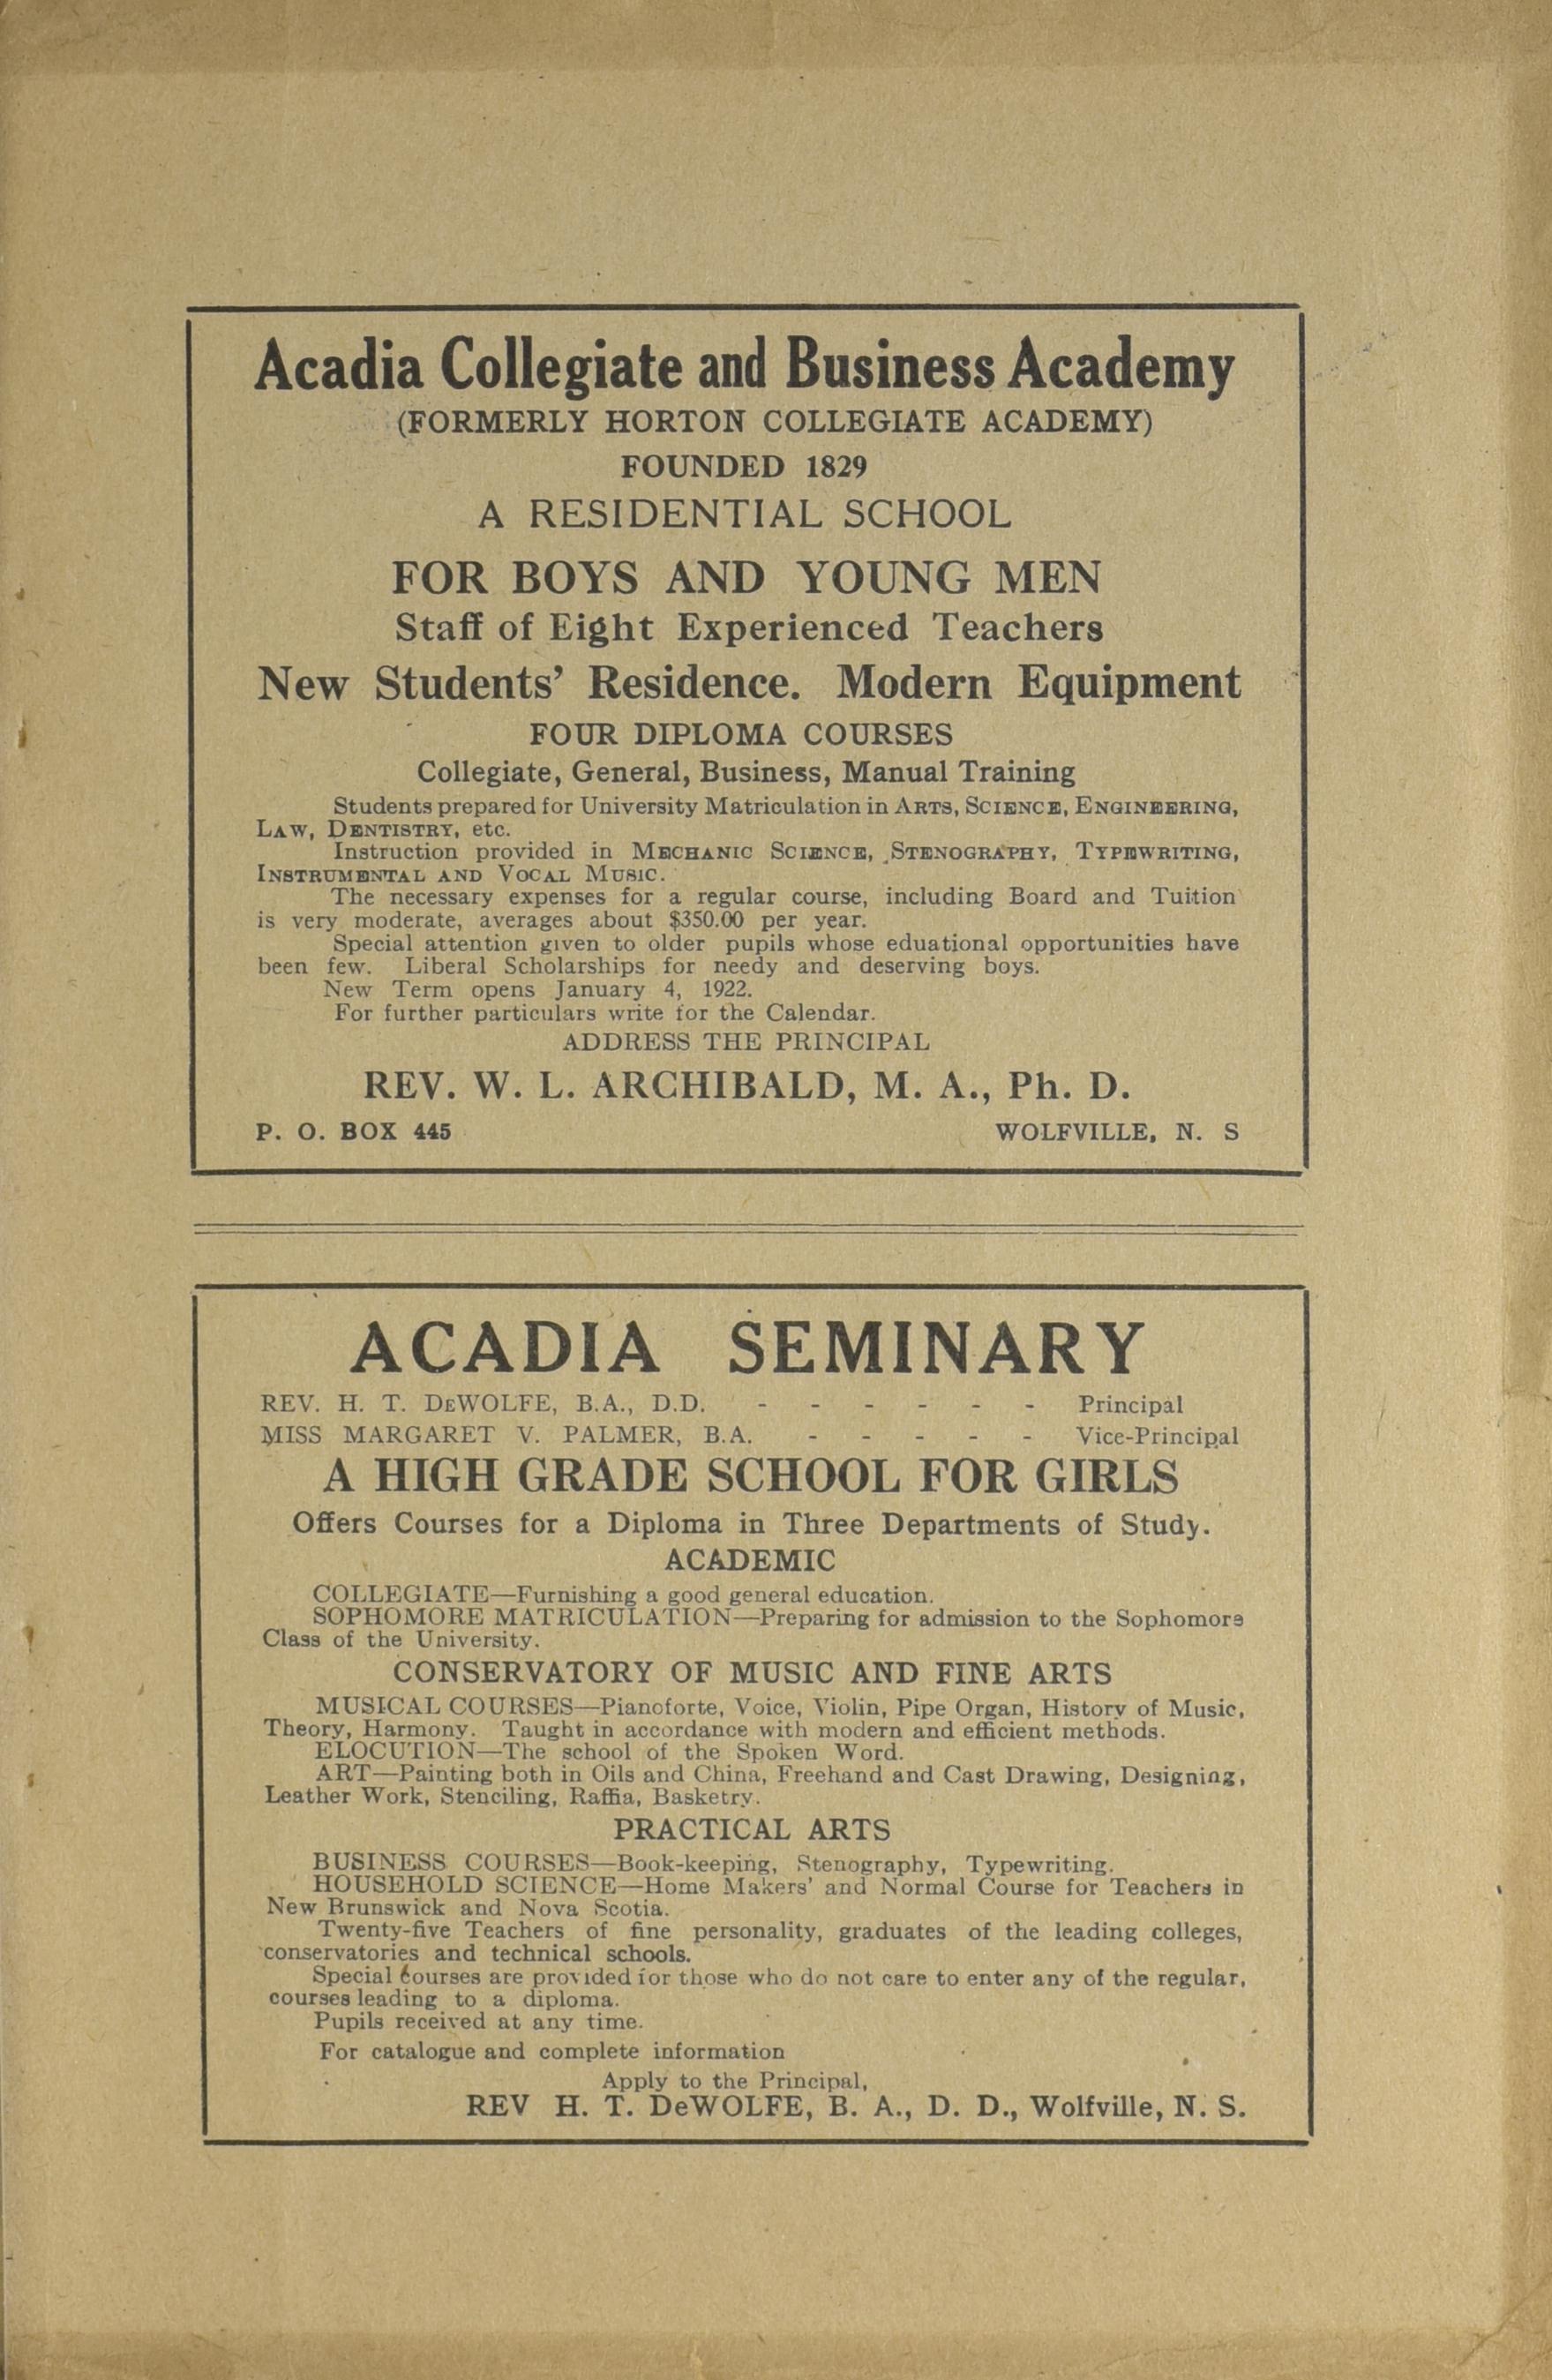 Acadia Collegiate and Business Academy
(FORMERLY HORTON COLLEGIATE ACADEMY)
FOUNDED 1829
A RESIDENTIAL SCHOOL
FOR BOYS AND YOUNG MEN
Staff of Eight Experienced Teachers
New Students' Residence. Modern Equipment
FOUR DIPLOMA COURSES
Collegiate, General, Business, Manual Training
Students prepared for University Matriculation in ARTS, SCIENCE, ENGINEERING,
LAW, DENTISTRY, etc.
Instruction provided in MECHANIC SCIENCE, STENOGRAPHY, TYPEWRITING,
INSTRUMENTAL AND VOCAL MUSIC.
The necessary expenses for a regular course, including Board and Tuition
is very moderate, averages about $350.00 per year.
Special attention given to older pupils whose eduational opportunities have
been few. Liberal Scholarships for needy and deserving boys.
New Term opens January 4, 1922.
For further particulars write for the Calendar.
ADDRESS THE PRINCIPAL
REV. W. L. ARCHIBALD, M. A., Ph. D.
P. O. BOX 445 WOLFVILLE, N. S
ACADIA SEMINARY
REV. H. T. DEWOLFE, B.A., D.D. - - - - - - Principal
MISS MARGARET V. PALMER, B.A. - - - - - Vice-Principal
A HIGH GRADE SCHOOL FOR GIRLS
Offers Courses for a Diploma in Three Departments of Study.
ACADEMIC
COLLEGIATE—Furnishing a good general education.
SOPHOMORE MATRICULATION—Preparing for admission to the Sophomore
Class of the University.
CONSERVATORY OF MUSIC AND FINE ARTS
MUSICAL COURSES—Pianoforte, Voice, Violin, Pipe Organ, History of Music,
Theory, Harmony. Taught in accordance with modern and efficient methods.
ELOCUTION—The school of the Spoken Word.
ART—Painting both in Oils and China, Freehand and Cast Drawing, Designing,
Leather Work, Stenciling, Raffia, Basketry.
PRACTICAL ARTS
BUSINESS COURSES—Book-keeping, Stenography, Typewriting.
HOUSEHOLD SCIENCE—Home Makers' and Normal Course for Teachers in
New Brunswick and Nova Scotia.
Twenty-five Teachers of fine personality, graduates of the leading colleges,
conservatories and technical schools.
Special courses are provided for those who do not care to enter any of the regular,
courses leading to a diploma.
Pupils received at any time.
For catalogue and complete information
Apply to the Principal,
REV H. T. DeWOLFE, B. A., D. D., Wolfville, N. S.